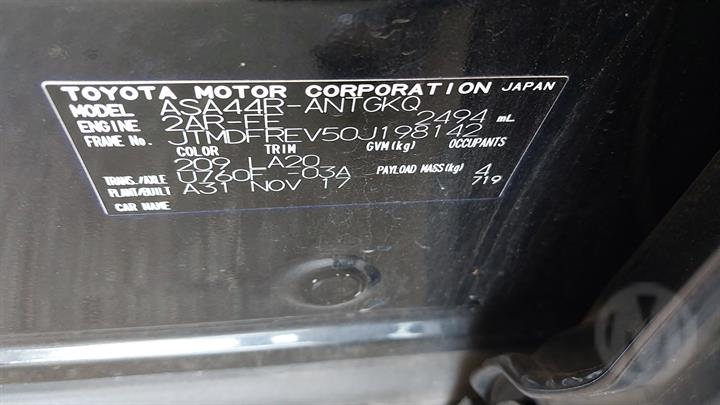 TOYOTA MOTOR CORPORATION JAPAN
MODEL ASA44R-ANTGKQ
ENGINE 2AR-FE 2494 mL
FRAME No. JTMDFREV50J198142
COLOR TRIM GVM(kg) OCCUPANTS
209 LA20
TRANS./AXLE U760F -03A PAYLOAD MASS(kg) 4
PLANT/BUILT A31 NOV 17 719
CAR NAME